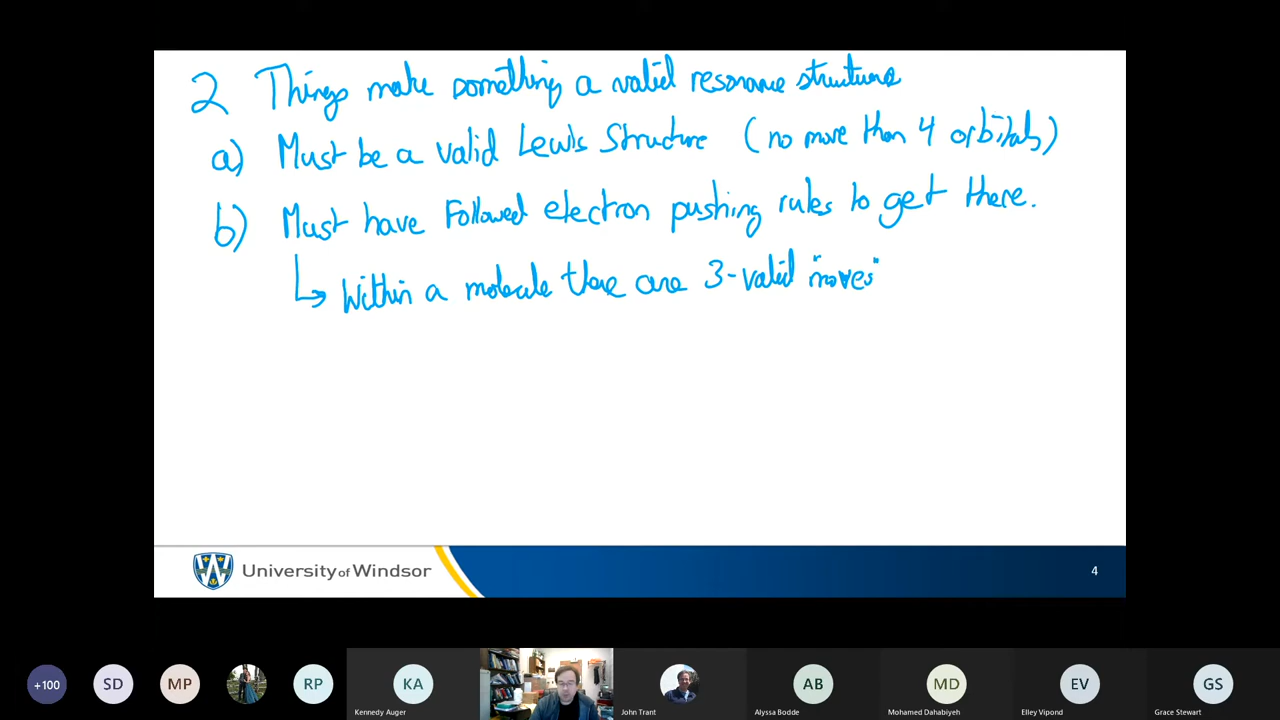 2 Things make something a valid resonance structure
a) Must be a valid Lewis Structure (no more than 4 orbitals)
b) Must have Followed electron pushing rules to get there.
↳ Within a molecule there are 3-valid "moves"
University of Windsor
4
+100
SD
MP
RP
KA
AB
MD
EV
GS
Kennedy Auger
John Trant
Alyssa Bodde
Mohamed Dahabiyeh
Elley Vipond
Grace Stewart